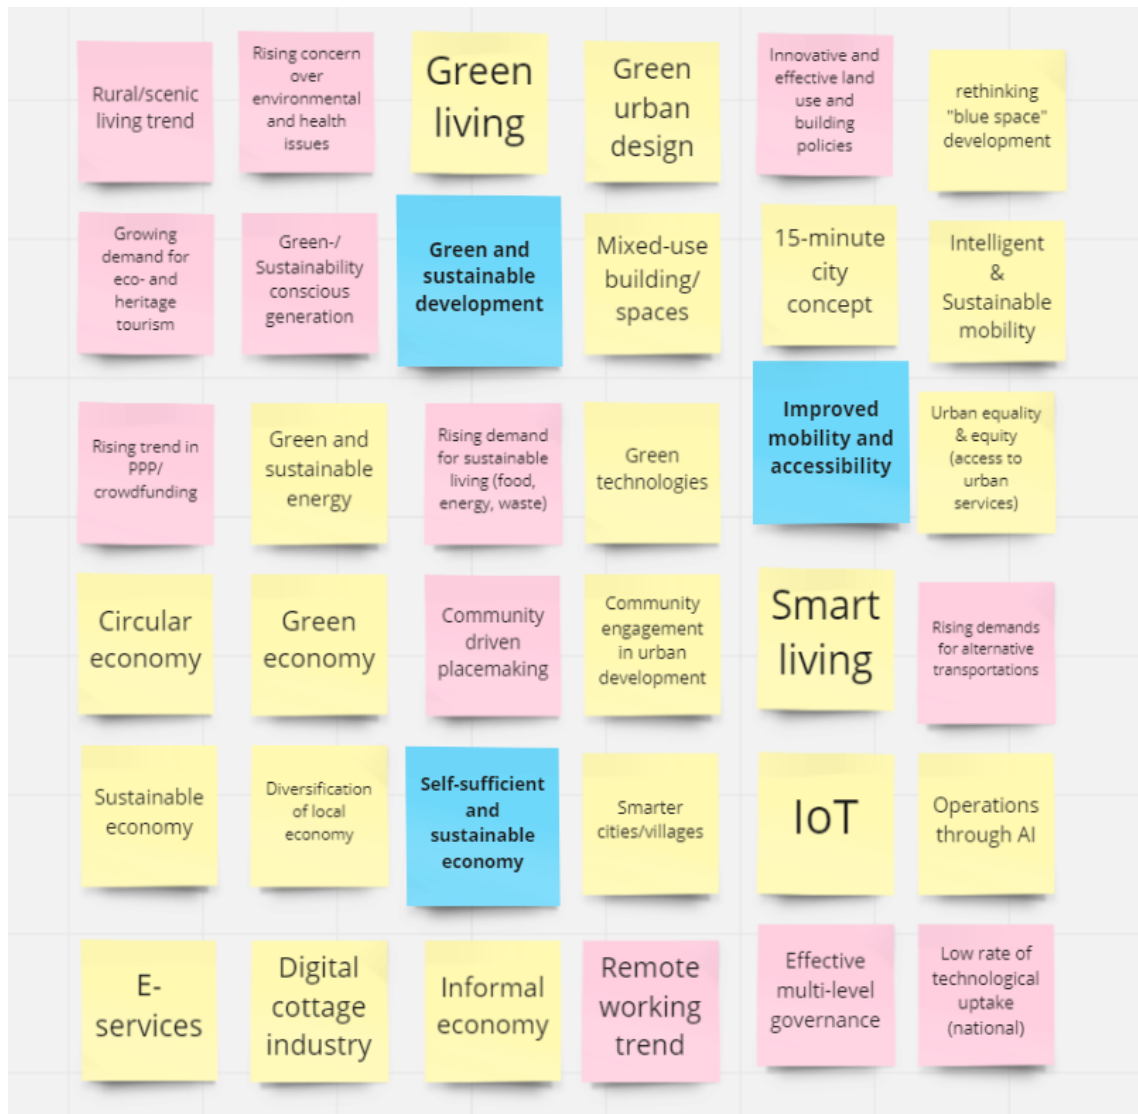 Rural/scenic
living trend
Rising concern
over
environmental
and health
issues
Green
living
Green
urban
design
Innovative and
effective land
use and
building
policies
rethinking
"blue space"
development
Growing
demand for
eco- and
heritage
tourism
Green-/
Sustainability
conscious
generation
Green and
sustainable
development
Mixed-use
building/
spaces
15-minute
city
concept
Intelligent
&
Sustainable
mobility
Rising trend in
PPP/
crowdfunding
Green and
sustainable
energy
Rising demand
for sustainable
living (food,
energy, waste)
Green
technologies
Improved
mobility and
accessibility
Urban equality
& equity
(access to
urban
services)
Circular
economy
Green
economy
Community
driven
placemaking
Community
engagement
in urban
development
Smart
living
Rising demands
for alternative
transportations
Sustainable
economy
Diversification
of local
economy
Self-sufficient
and
sustainable
economy
Smarter
cities/villages
IoT
Operations
through AI
E-
services
Digital
cottage
industry
Informal
economy
Remote
working
trend
Effective
multi-level
governance
Low rate of
technological
uptake
(national)